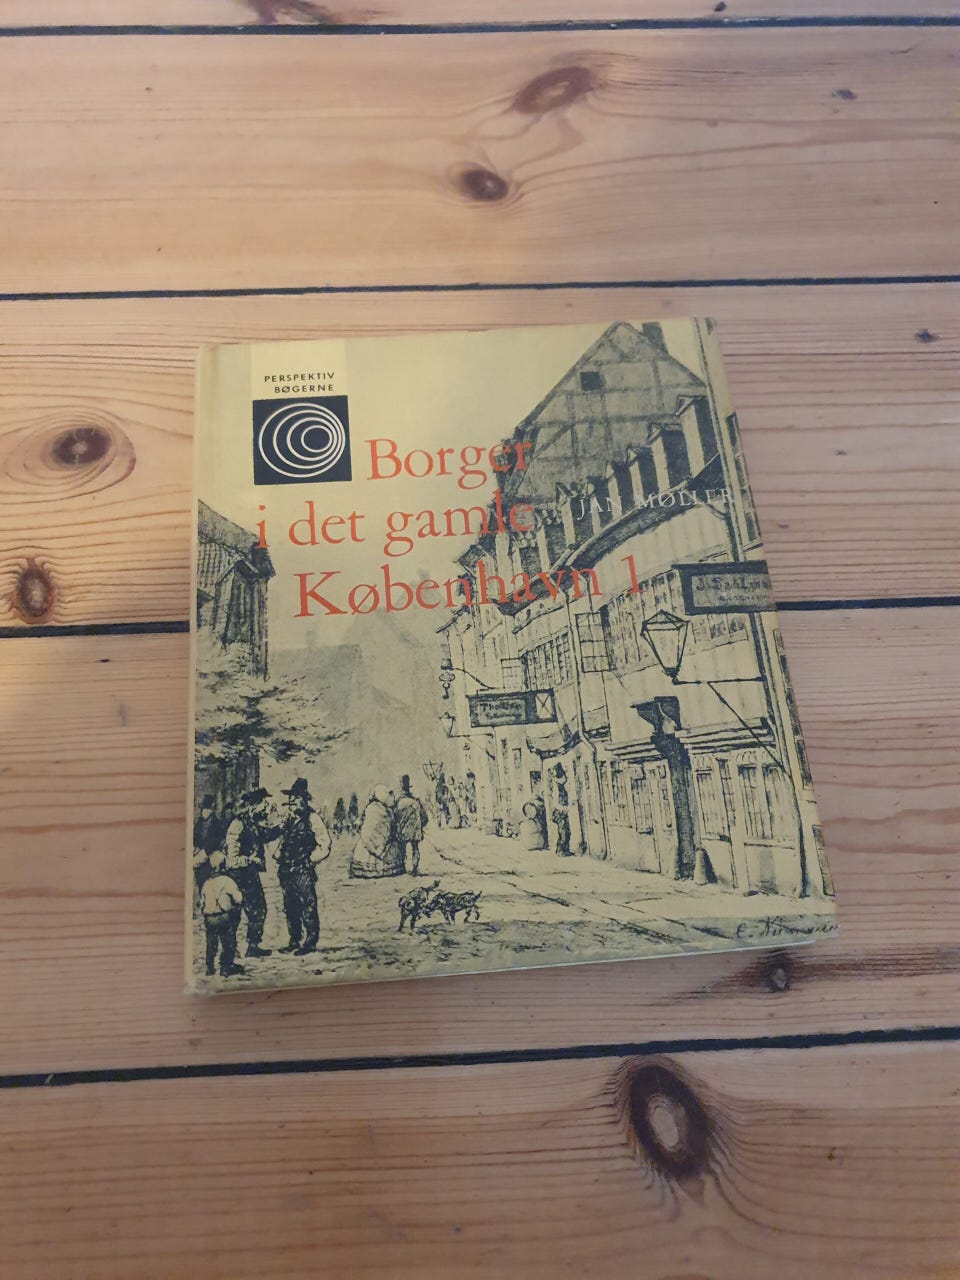 PERSPEKTIV
BØGERNE
Borger
i det gamle
København 1
JAN MØLLER